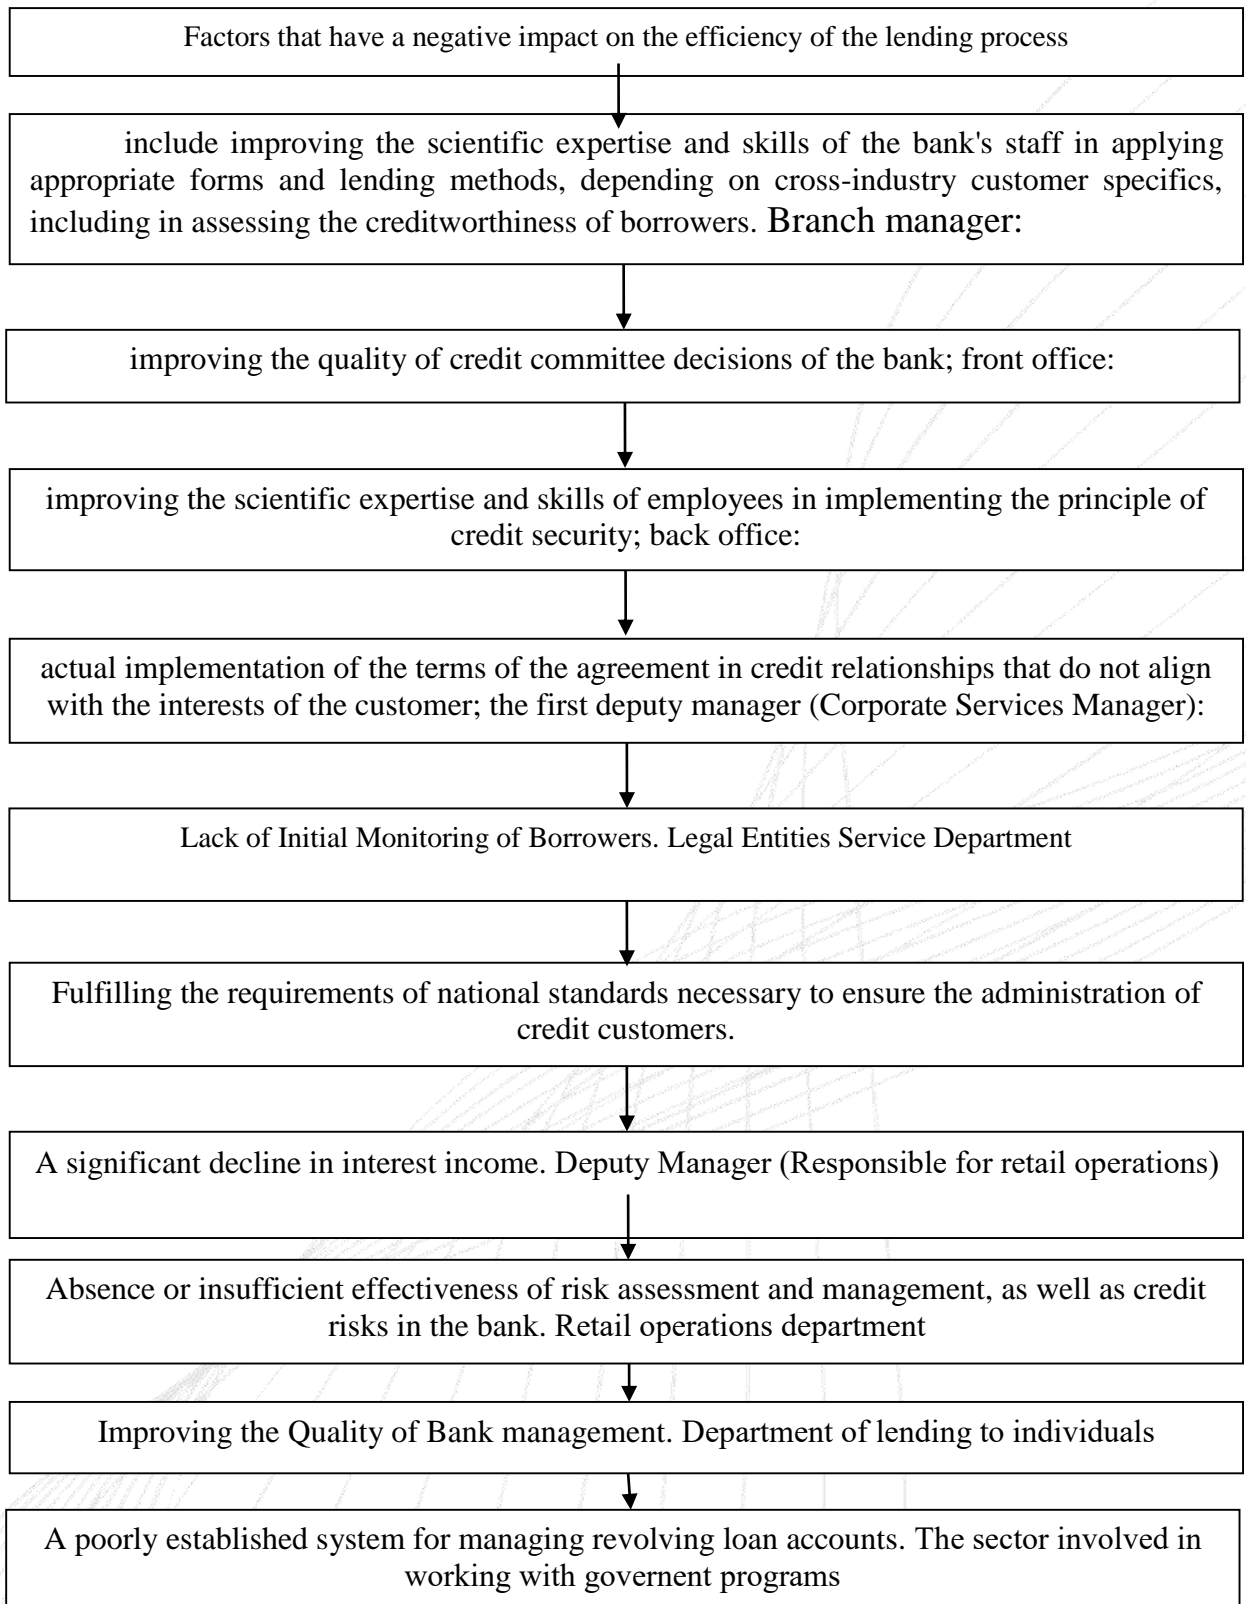 Factors that have a negative impact on the efficiency of the lending process
include improving the scientific expertise and skills of the bank's staff in applying
appropriate forms and lending methods, depending on cross-industry customer specifics,
including in assessing the creditworthiness of borrowers. Branch manager:
improving the quality of credit committee decisions of the bank; front office:
improving the scientific expertise and skills of employees in implementing the principle of
credit security; back office:
actual implementation of the terms of the agreement in credit relationships that do not align
with the interests of the customer; the first deputy manager (Corporate Services Manager):
Lack of Initial Monitoring of Borrowers. Legal Entities Service Department
Fulfilling the requirements of national standards necessary to ensure the administration of
credit customers.
A significant decline in interest income. Deputy Manager (Responsible for retail operations)
Absence or insufficient effectiveness of risk assessment and management, as well as credit
risks in the bank. Retail operations department
Improving the Quality of Bank management. Department of lending to individuals
A poorly established system for managing revolving loan accounts. The sector involved in
working with governent programs